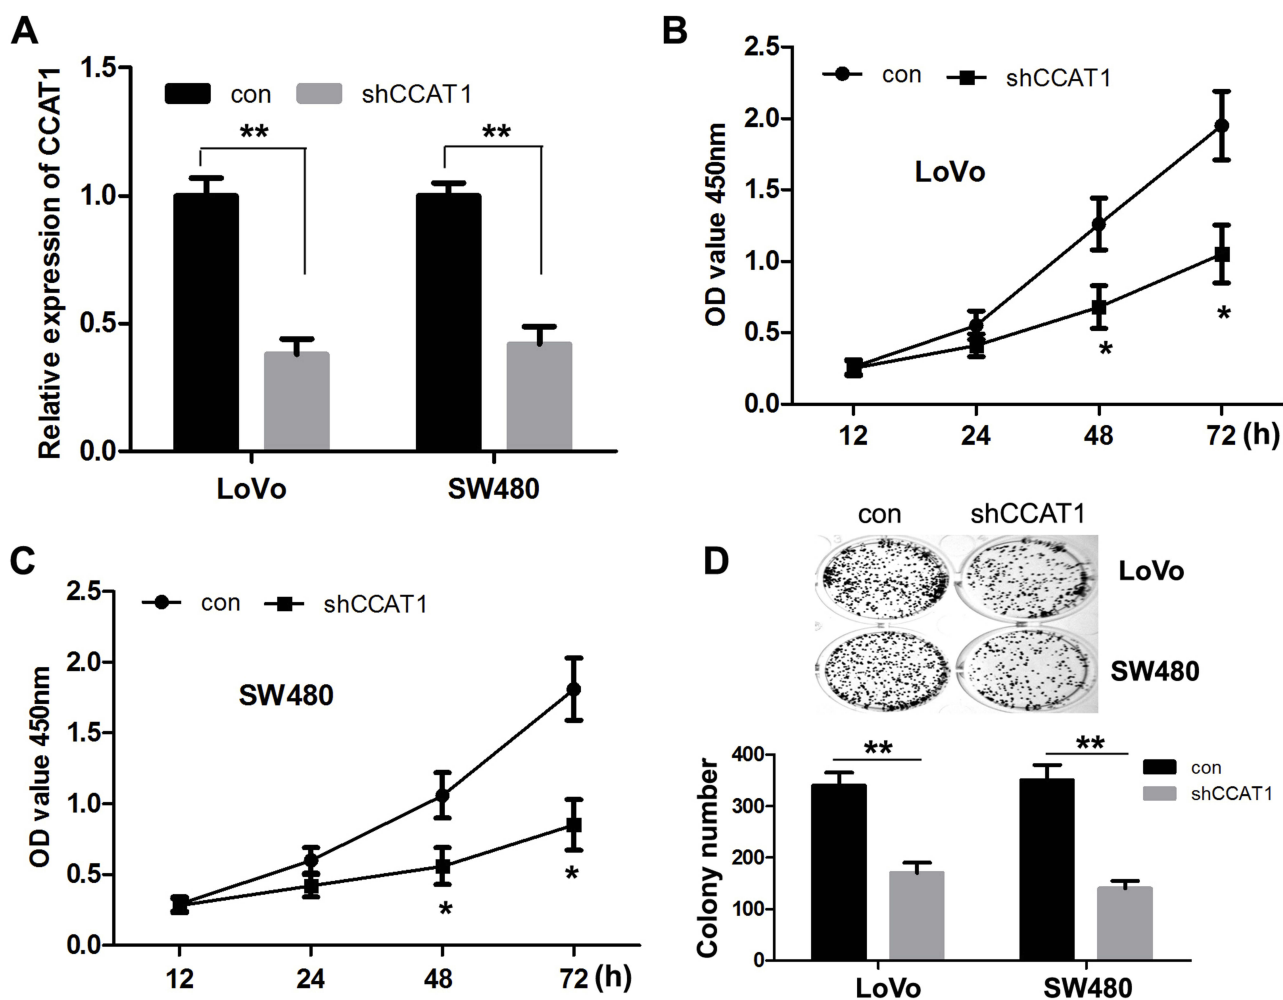 A
Relative expression of CCAT1
1.5
1.0
0.5
0.0
con shCCAT1
** **
LoVo SW480
B
OD value 450nm
2.5
2.0
1.5
1.0
0.5
0.0
con shCCAT1
LoVo
*
*
12 24 48 72 (h)
C
OD value 450nm
2.5
2.0
1.5
1.0
0.5
0.0
con shCCAT1
SW480
*
*
12 24 48 72 (h)
D
con shCCAT1
LoVo
SW480
Colony number
400
300
200
100
0
** **
con
shCCAT1
LoVo SW480